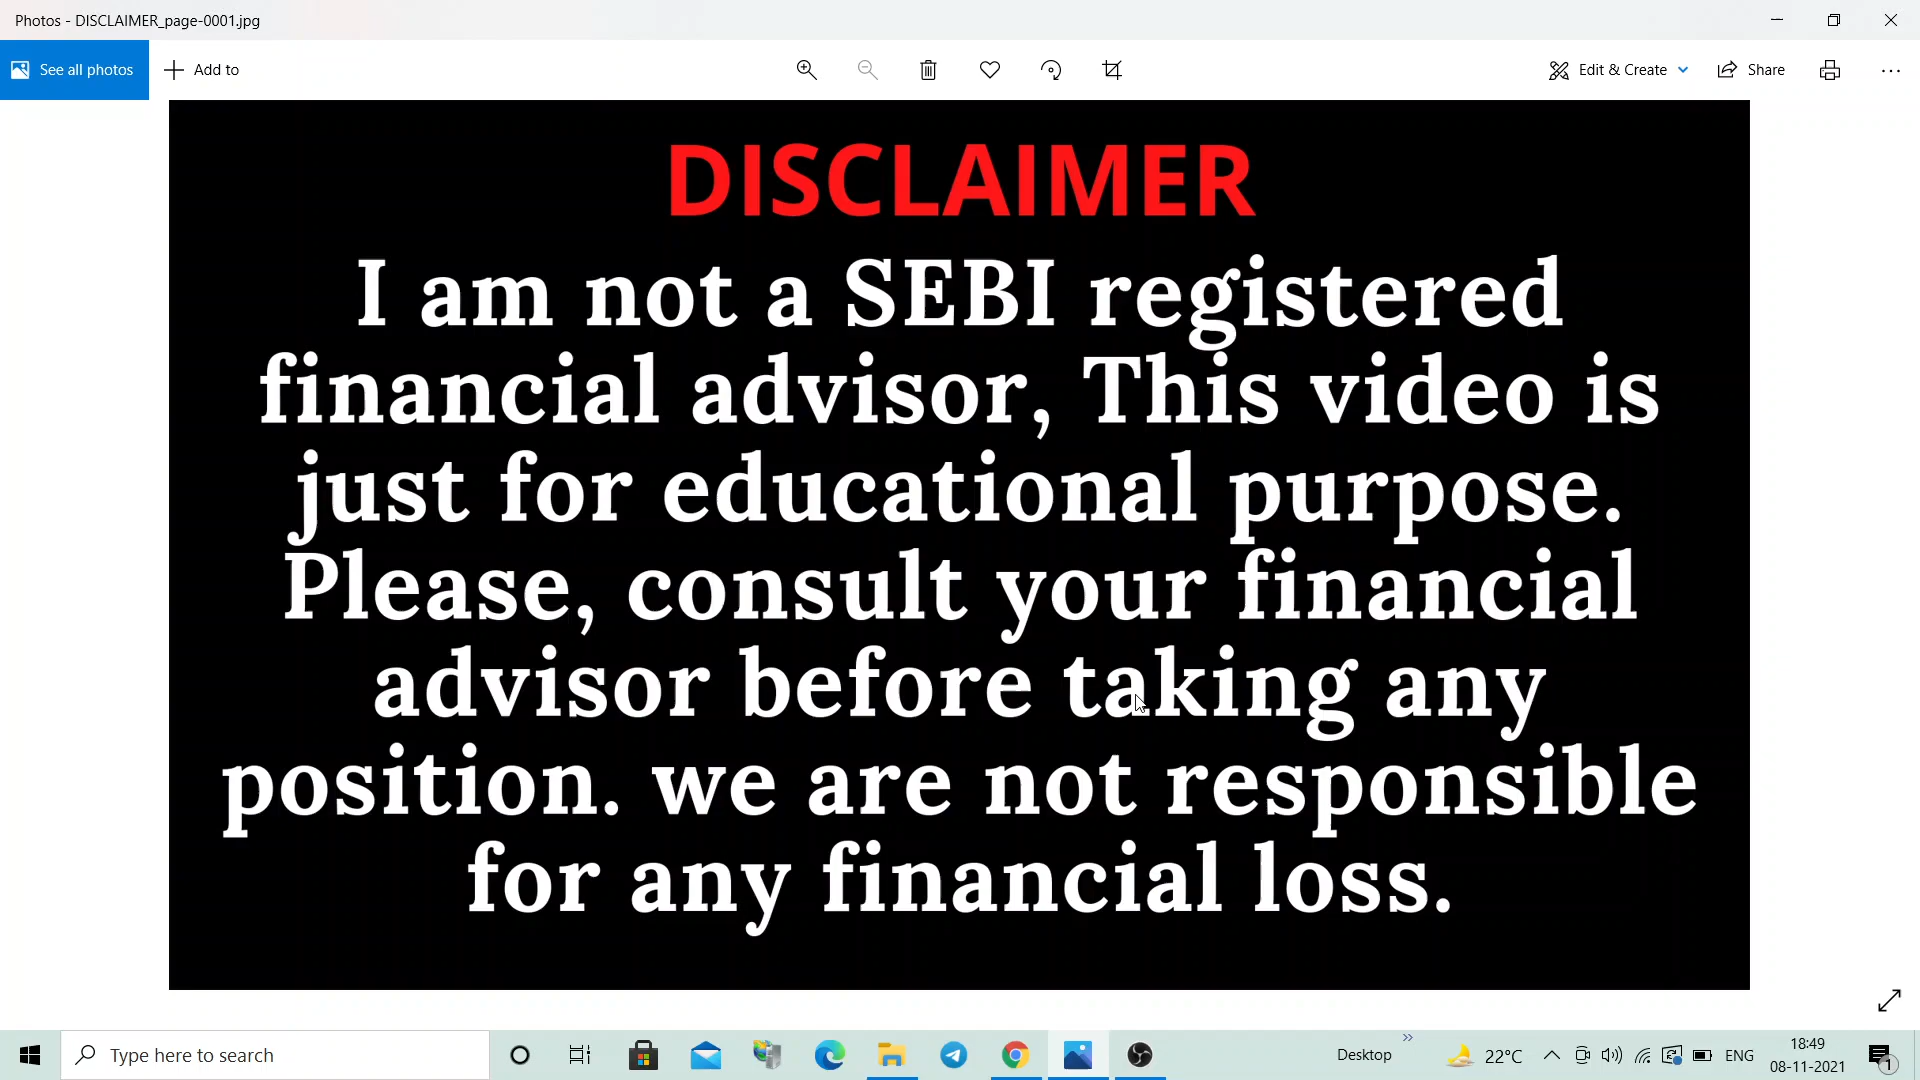 Photos - DISCLAIMER_page-0001.jpg
See all photos
Add to
Edit & Create
Share
DISCLAIMER
I am not a SEBI registered
financial advisor, This video is
just for educational purpose.
Please, consult your financial
advisor before taking any
position. we are not responsible
for any financial loss.
Type here to search
Desktop
22°C
ENG
18:49
08-11-2021
1